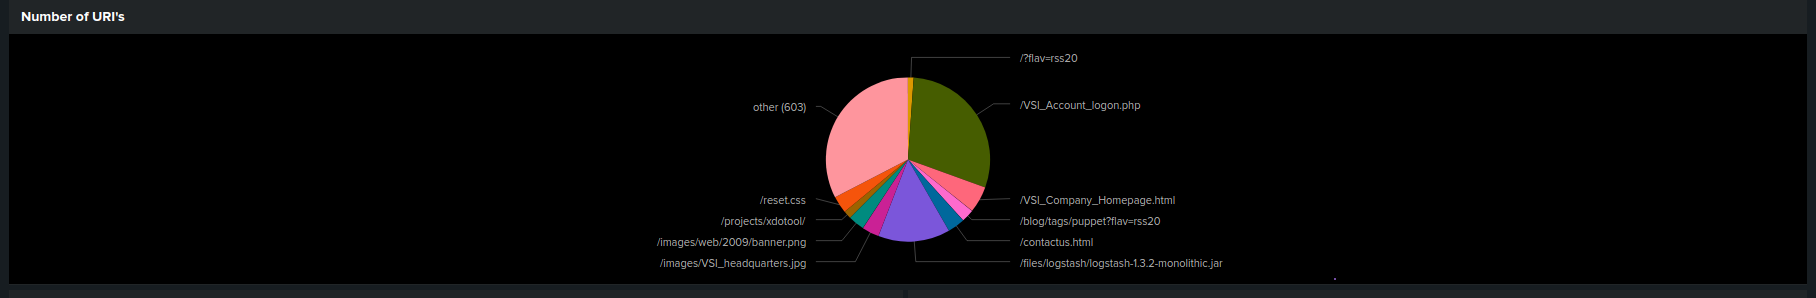 Number of URI's
/?flav=rss20
/VSI_Account_logon.php
/VSI_Company_Homepage.html
/blog/tags/puppet?flav=rss20
/contactus.html
/files/logstash/logstash-1.3.2-monolithic.jar
/images/VSI_headquarters.jpg
/images/web/2009/banner.png
/projects/xdotool/
/reset.css
other (603)